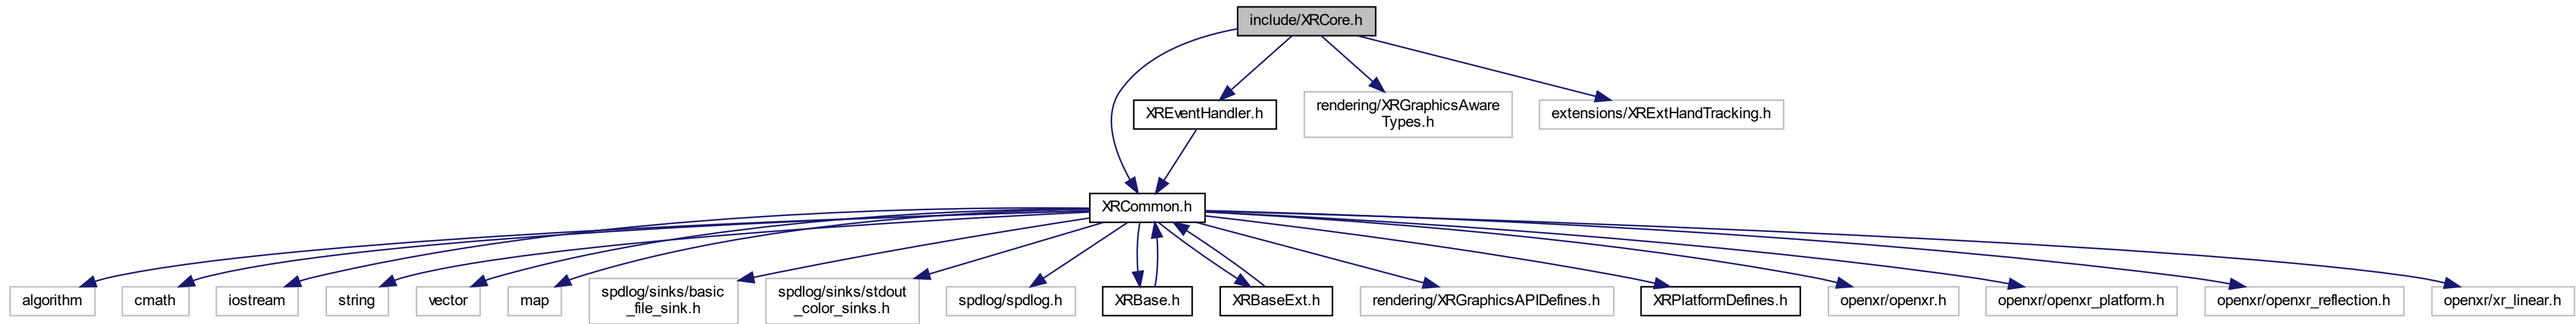 include/XRCore.h
XREventHandler.h
rendering/XRGraphicsAware
Types.h
extensions/XRExtHandTracking.h
XRCommon.h
algorithm
cmath
iostream
string
vector
map
spdlog/sinks/basic
_file_sink.h
spdlog/sinks/stdout
_color_sinks.h
spdlog/spdlog.h
XRBase.h
XRBaseExt.h
rendering/XRGraphicsAPIDefines.h
XRPlatformDefines.h
openxr/openxr.h
openxr/openxr_platform.h
openxr/openxr_reflection.h
openxr/xr_linear.h